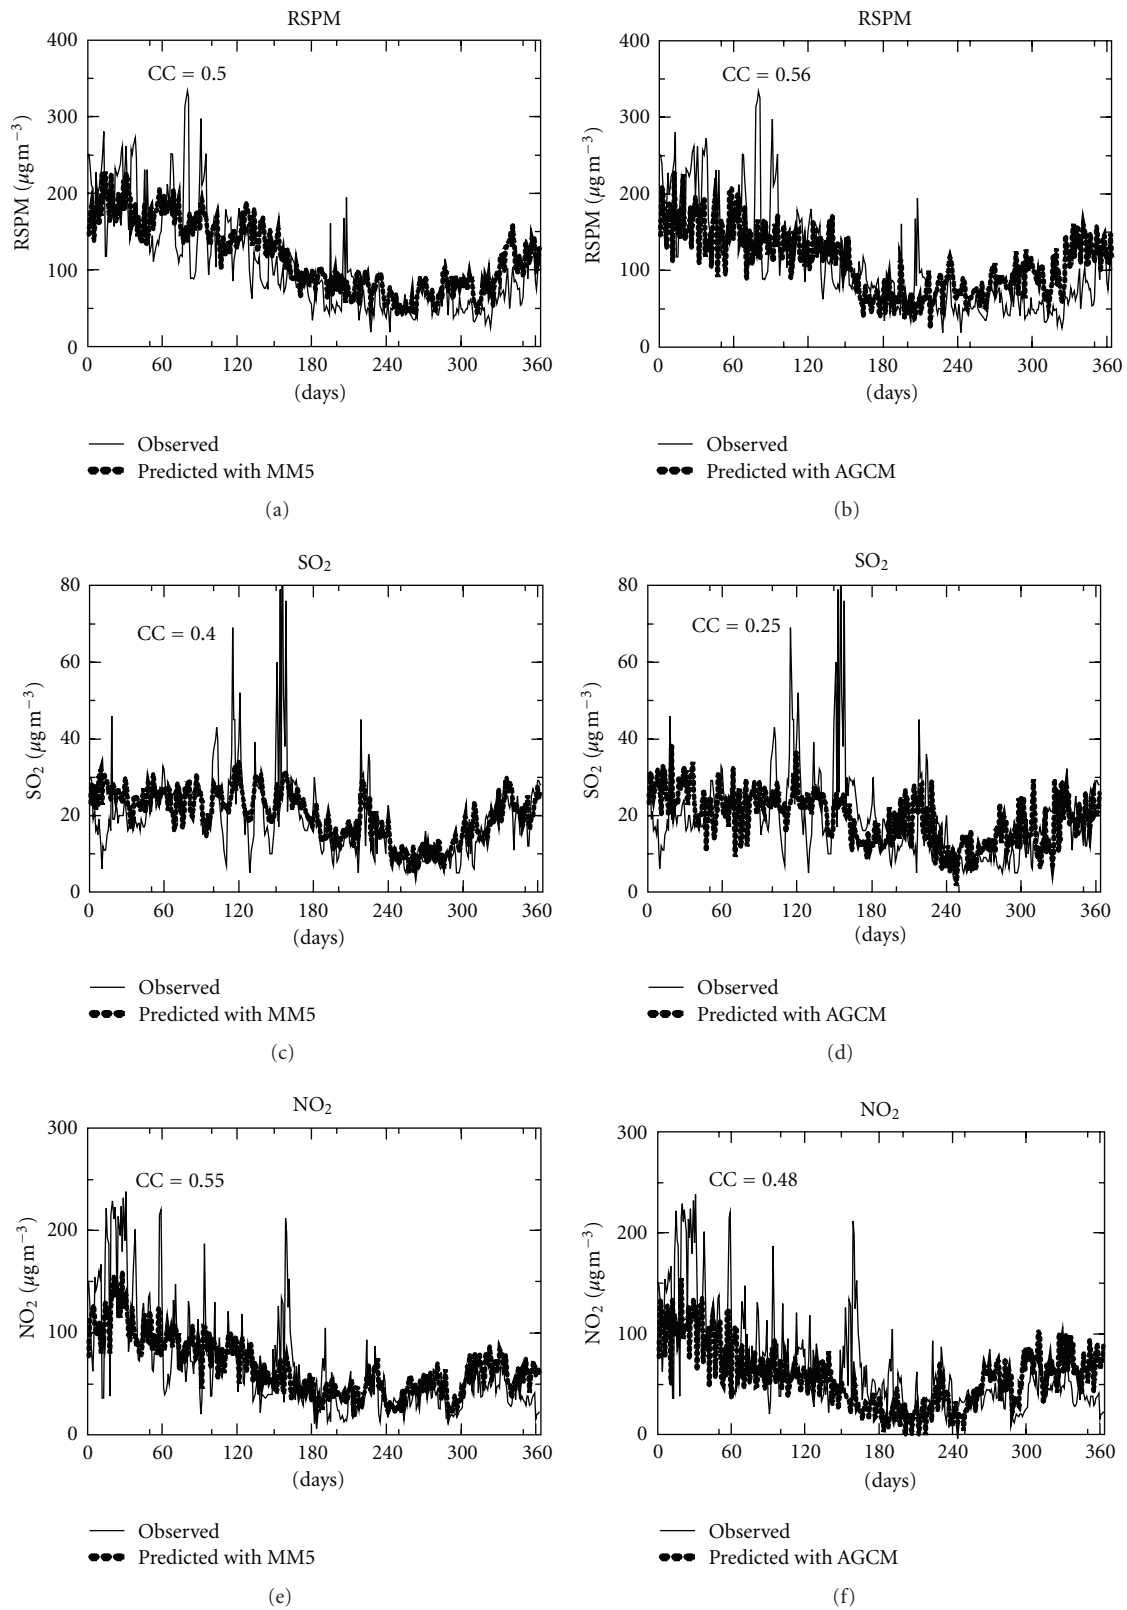 RSPM
400
300
200
100
0
RSPM (μg m⁻³)
CC = 0.5
0 60 120 180 240 300 360
(days)
Observed
Predicted with MM5
(a)
RSPM
400
300
200
100
0
RSPM (μg m⁻³)
CC = 0.56
0 60 120 180 240 300 360
(days)
Observed
Predicted with AGCM
(b)
SO₂
80
60
40
20
0
SO₂ (μg m⁻³)
CC = 0.4
0 60 120 180 240 300 360
(days)
Observed
Predicted with MM5
(c)
SO₂
80
60
40
20
0
SO₂ (μg m⁻³)
CC = 0.25
0 60 120 180 240 300 360
(days)
Observed
Predicted with AGCM
(d)
NO₂
300
200
100
0
NO₂ (μg m⁻³)
CC = 0.55
0 60 120 180 240 300 360
(days)
Observed
Predicted with MM5
(e)
NO₂
300
200
100
0
NO₂ (μg m⁻³)
CC = 0.48
0 60 120 180 240 300 360
(days)
Observed
Predicted with AGCM
(f)